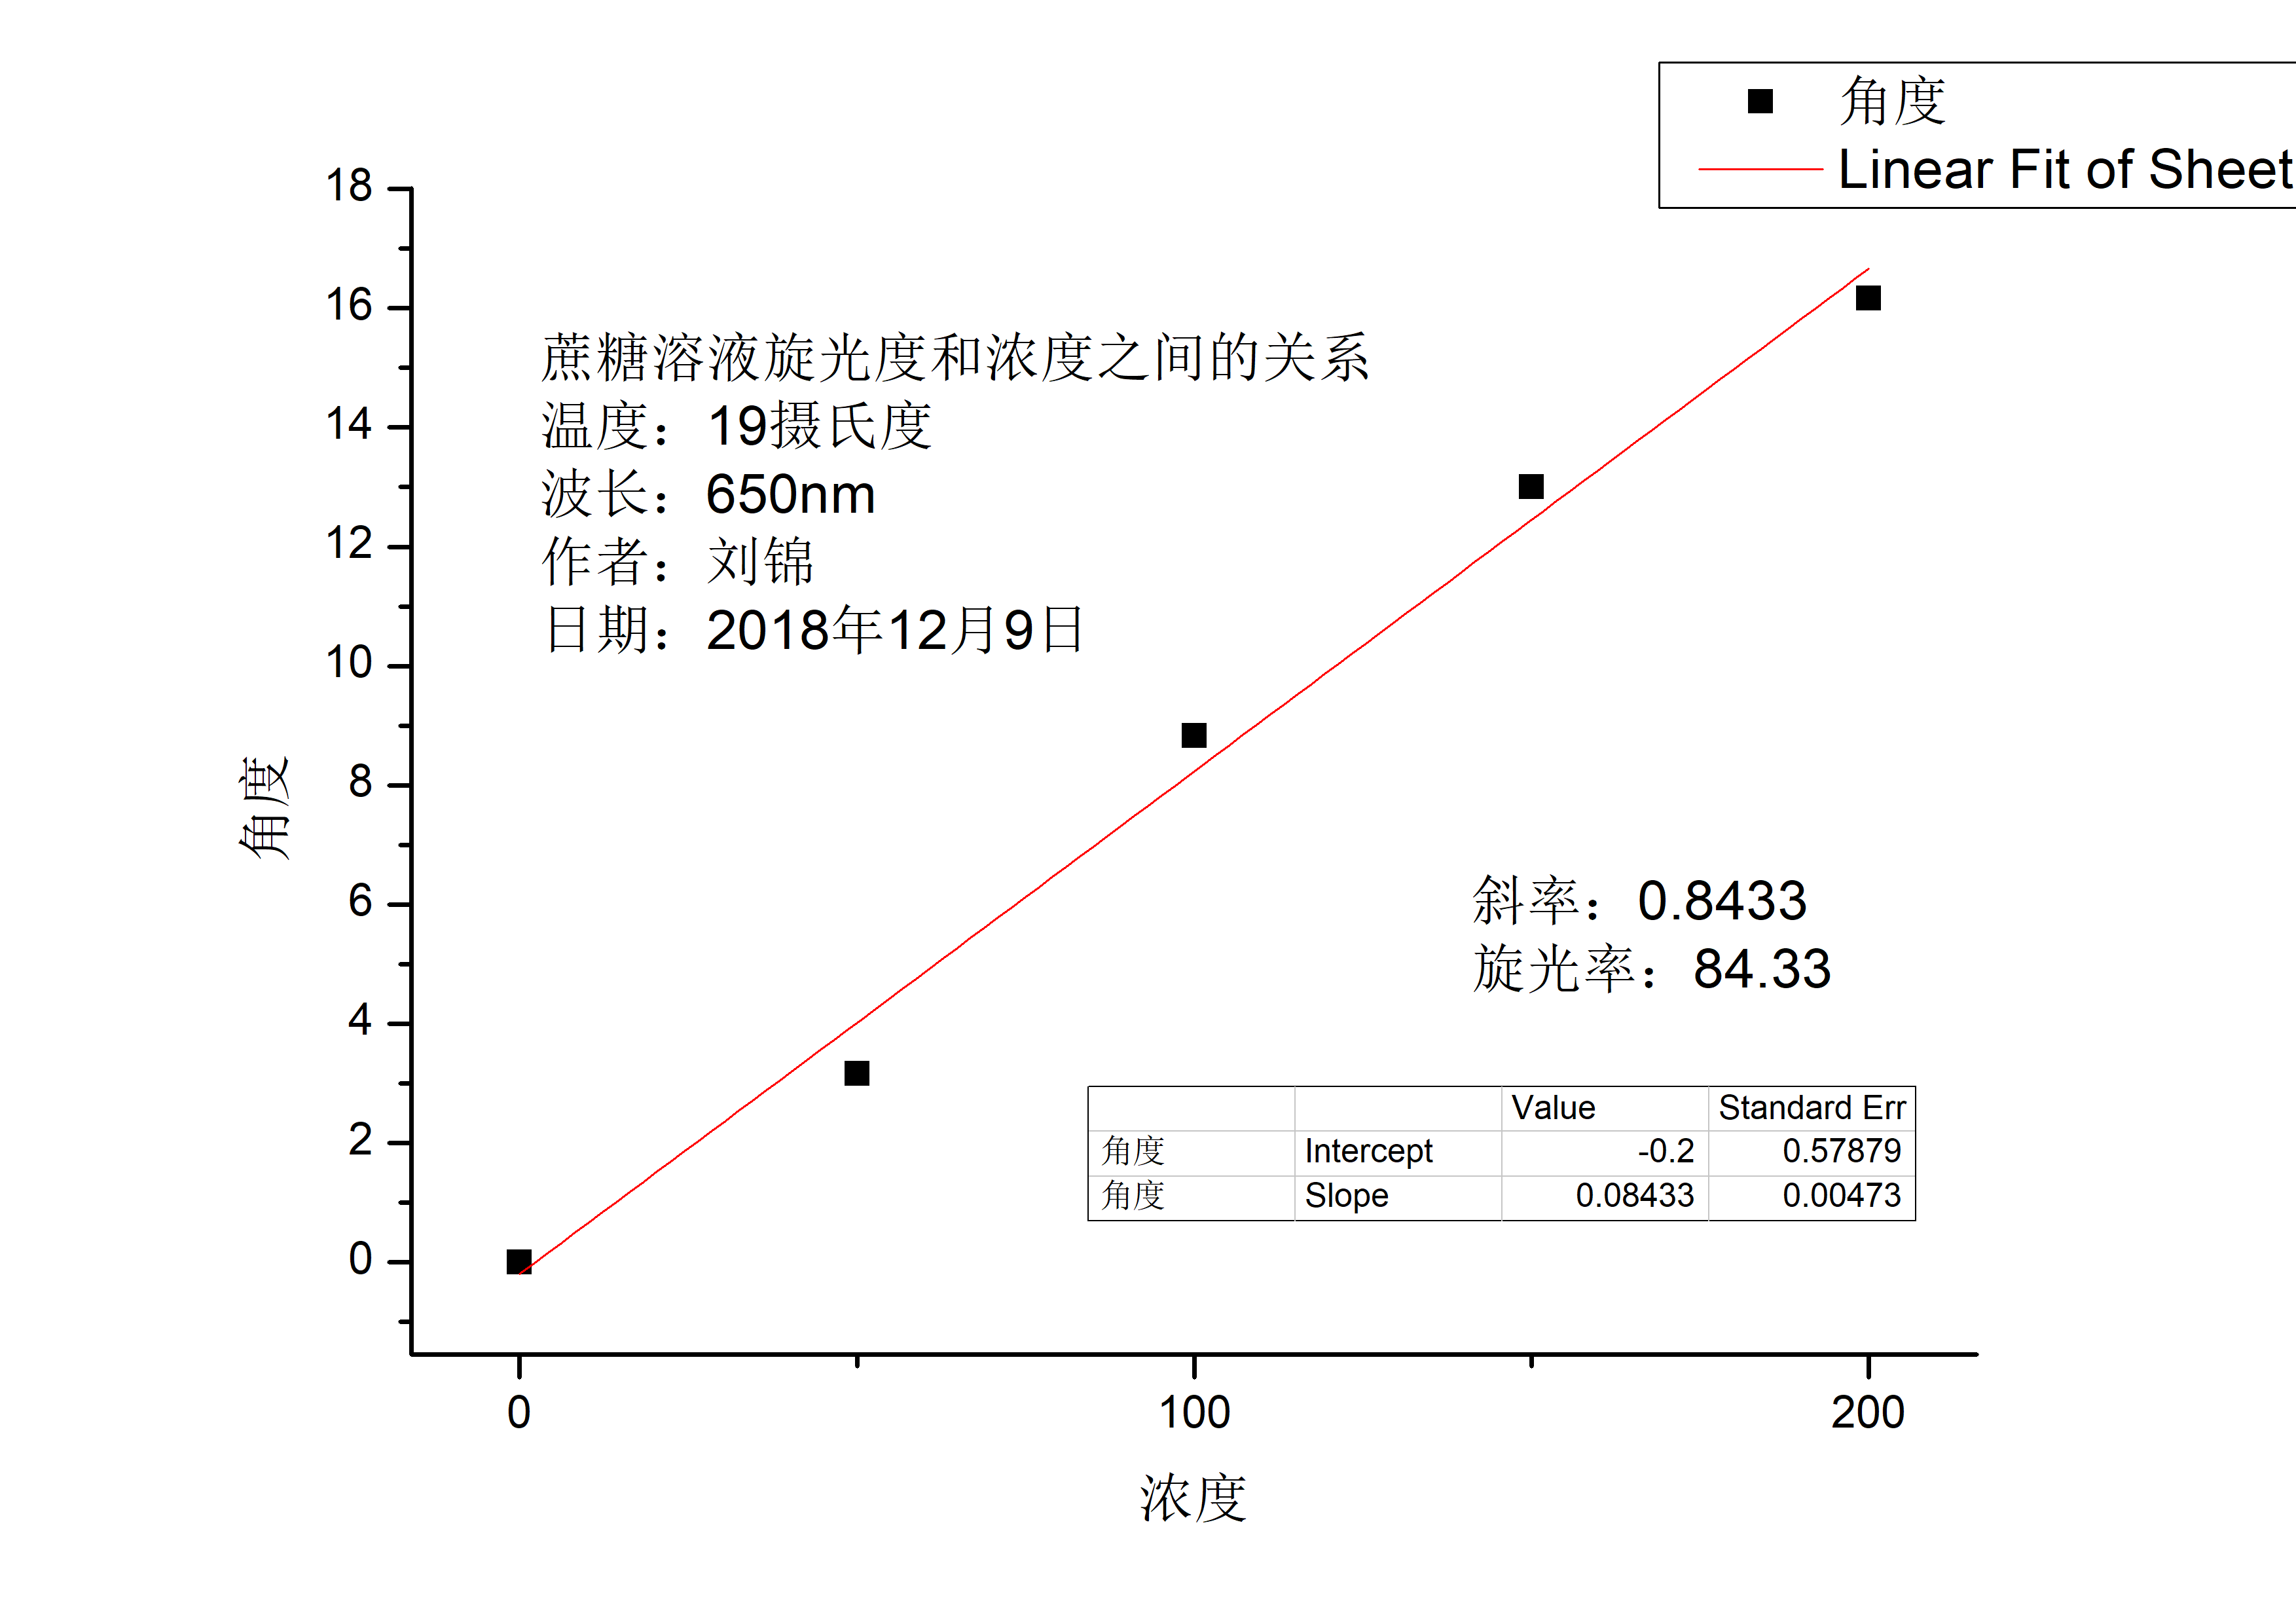 角度
Linear Fit of Sheet
18
16
14
12
10
8
6
4
2
0
角度
蔗糖溶液旋光度和浓度之间的关系
温度：19摄氏度
波长：650nm
作者：刘锦
日期：2018年12月9日
斜率：0.8433
旋光率：84.33
Value Standard Err
角度 Intercept -0.2 0.57879
角度 Slope 0.08433 0.00473
0 100 200
浓度